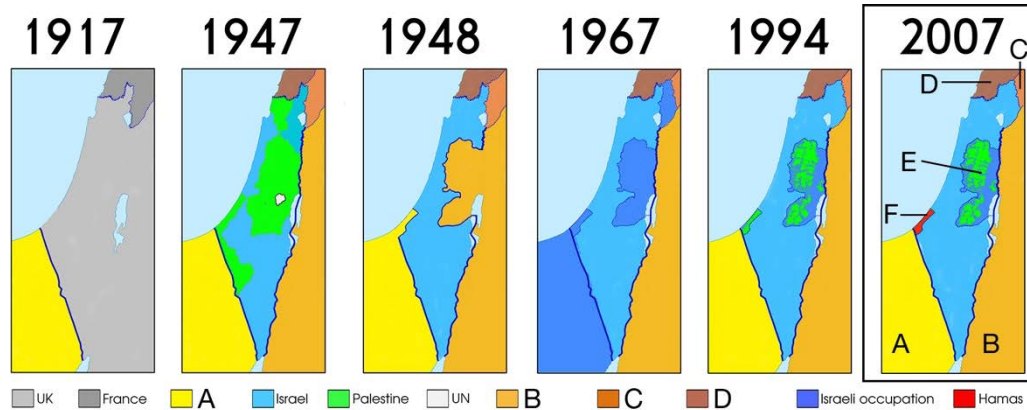 1917 1947 1948 1967 1994 2007
C
D
E
F
A B
UK France A Israel Palestine UN B C D Israeli occupation Hamas